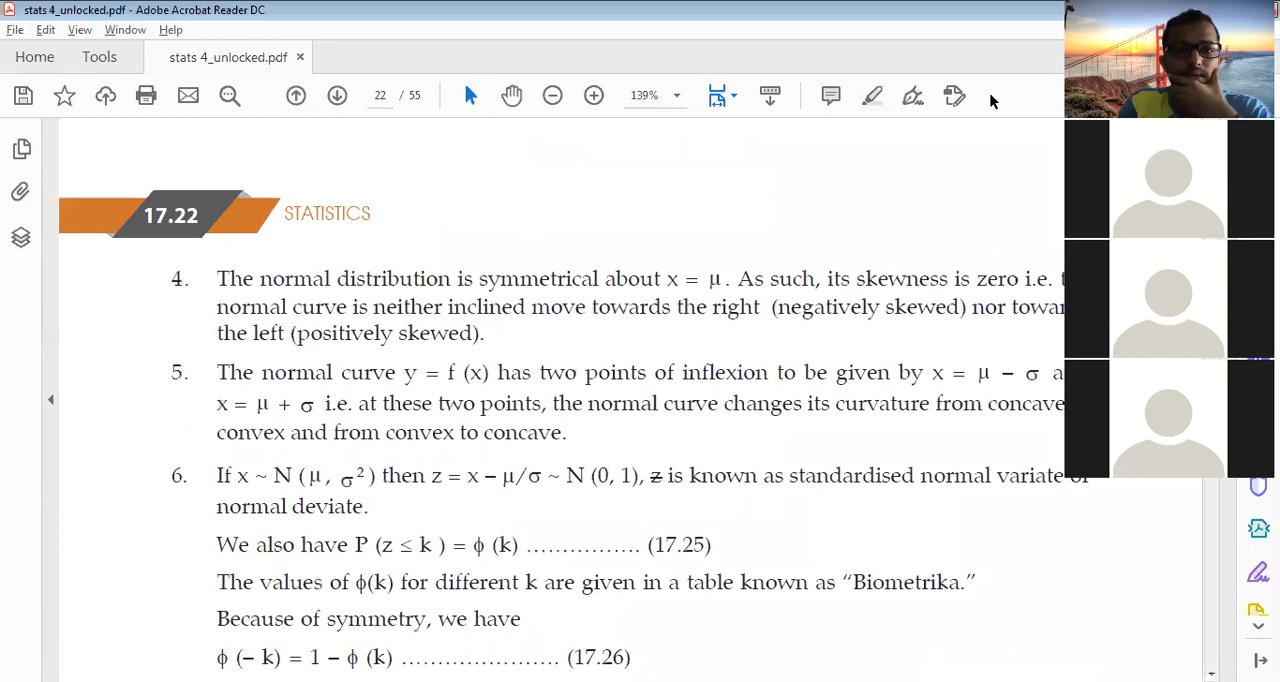 stats 4_unlocked.pdf - Adobe Acrobat Reader DC
File Edit View Window Help
Home Tools stats 4_unlocked.pdf ×
22 / 55 139%
17.22 STATISTICS
4. The normal distribution is symmetrical about x = μ. As such, its skewness is zero i.e.
normal curve is neither inclined move towards the right (negatively skewed) nor
the left (positively skewed).
5. The normal curve y = f (x) has two points of inflexion to be given by x = μ − σ
x = μ + σ i.e. at these two points, the normal curve changes its curvature from concave
convex and from convex to concave.
6. If x ~ N (μ, σ²) then z = x − μ/σ ~ N (0, 1), z is known as standardised normal variate or
normal deviate.
We also have P (z ≤ k ) = ϕ (k) ................ (17.25)
The values of ϕ(k) for different k are given in a table known as “Biometrika.”
Because of symmetry, we have
ϕ (− k) = 1 − ϕ (k) ...................... (17.26)